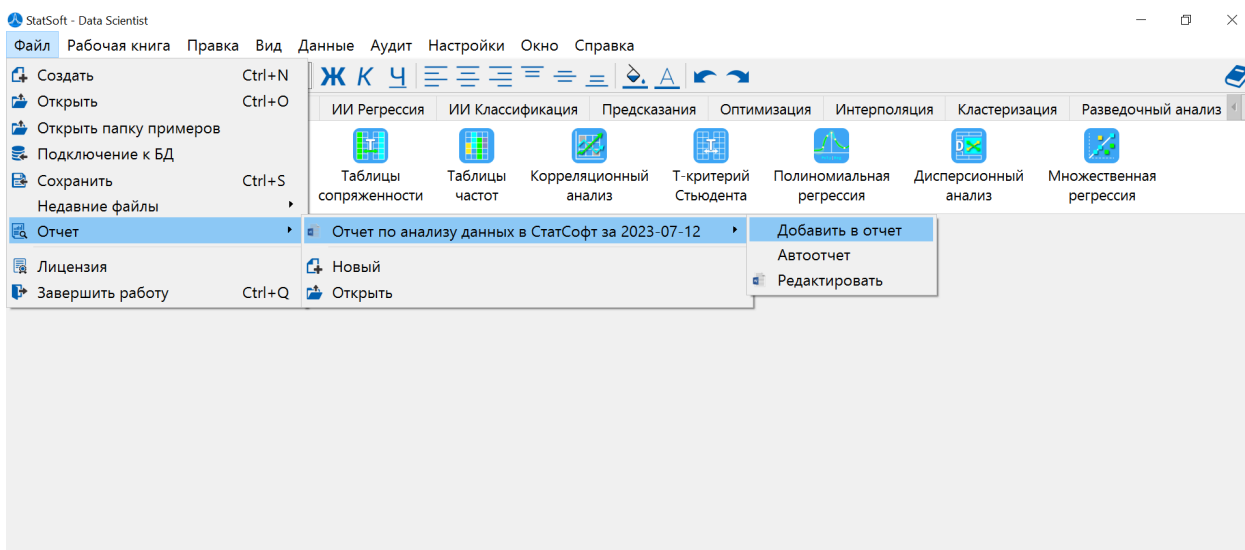 StatSoft - Data Scientist
Файл Рабочая книга Правка Вид Данные Аудит Настройки Окно Справка
Создать Ctrl+N
Открыть Ctrl+O
Открыть папку примеров
Подключение к БД
Сохранить Ctrl+S
Недавние файлы
Отчет
Лицензия
Завершить работу Ctrl+Q
Ж К Ч
ИИ Регрессия ИИ Классификация Предсказания Оптимизация Интерполяция Кластеризация Разведочный анализ
Таблицы сопряженности
Таблицы частот
Корреляционный анализ
Т-критерий Стьюдента
Полиномиальная регрессия
Дисперсионный анализ
Множественная регрессия
Отчет по анализу данных в СтатСофт за 2023-07-12
Новый
Открыть
Добавить в отчет
Автоотчет
Редактировать